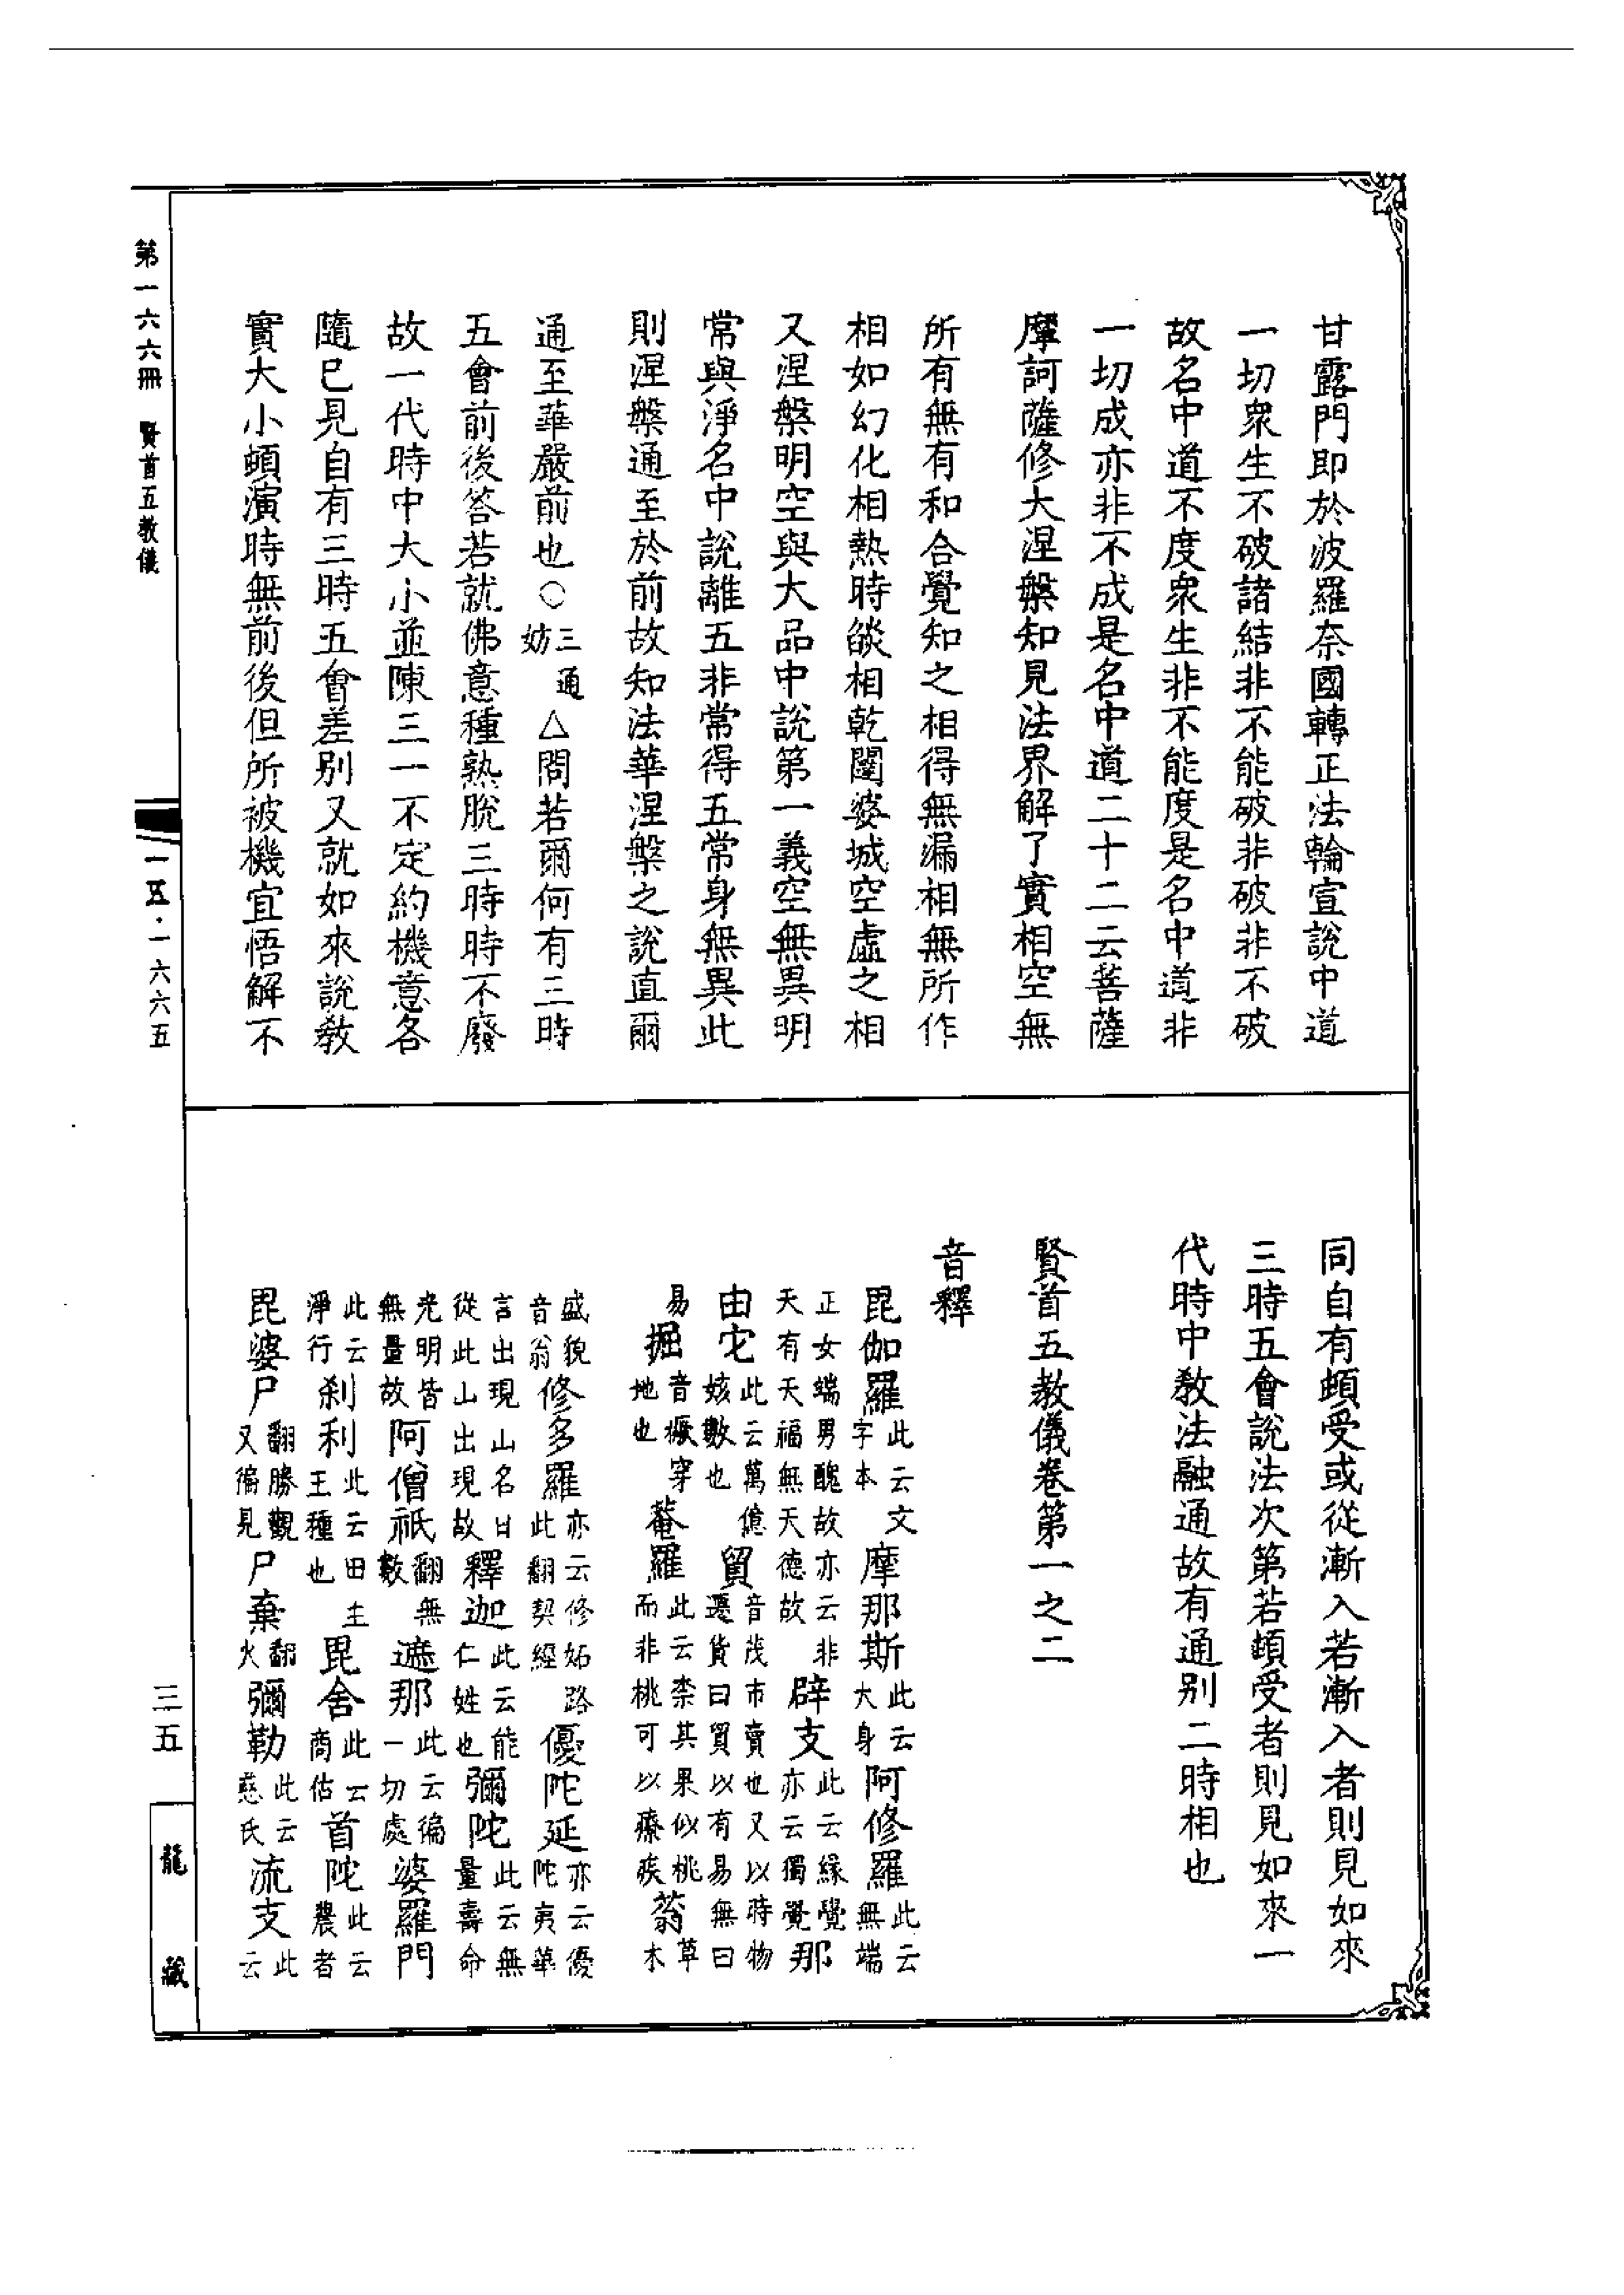 甘露門即於波羅奈國轉正法輪宣說中道
一切眾生不破諸結非不能破非破非不破
故名中道不度眾生非不能度是名中道非
一切成亦非不成是名中道二十二云菩薩
摩訶薩修大涅槃知見法界解了實相空無
所有無有和合覺知之相得無漏相無所作
相如幻化相熱時燄相乾闥婆城空虛之相
又涅槃明空與大品中說第一義空無異明
常與淨名中說離五非常得五常身無異此
則涅槃通至於前故知法華涅槃之說直爾
通至華嚴前也○三通妨△問若爾何有三時
五會前後答若就佛意種熟脫三時時不廢
故一代時中大小並陳三一不定約機意各
隨已見自有三時五會差別又就如來說教
實大小頓演時無前後但所被機宜悟解不
同自有頓受或從漸入若漸入者則見如來
三時五會說法次第若頓受者則見如來一
代時中教法融通故有通別二時相也
賢首五教儀卷第一之二
音釋
毘伽羅此云文字本摩那斯此云大身阿修羅此云無端
正女端男醜故亦云非天有天福無天德故辟支此云緣覺亦云獨覺那
由它此云萬億姟數也貿音茂市賣也又以時物遷貨曰貿以有易無曰
易掘音橛穿地也菴羅此云柰其果似桃而非桃可以療疾蓊草木
盛貌音翁修多羅亦云修妬路此翻契經優陀延亦云優陀夷華
言出現山名日從此山出現故釋迦此云能仁姓也彌陀此云無量壽命
光明皆無量故阿僧祇翻無數遮那此云徧一切處婆羅門
此云淨行剎利此云田主王種也毘舍此云商估首陀此云農者
毘婆尸翻勝觀又徧見尸棄翻火彌勒此云慈氏流支此云
第一六六冊 賢首五教儀
一五·一六六五
三五
龍藏